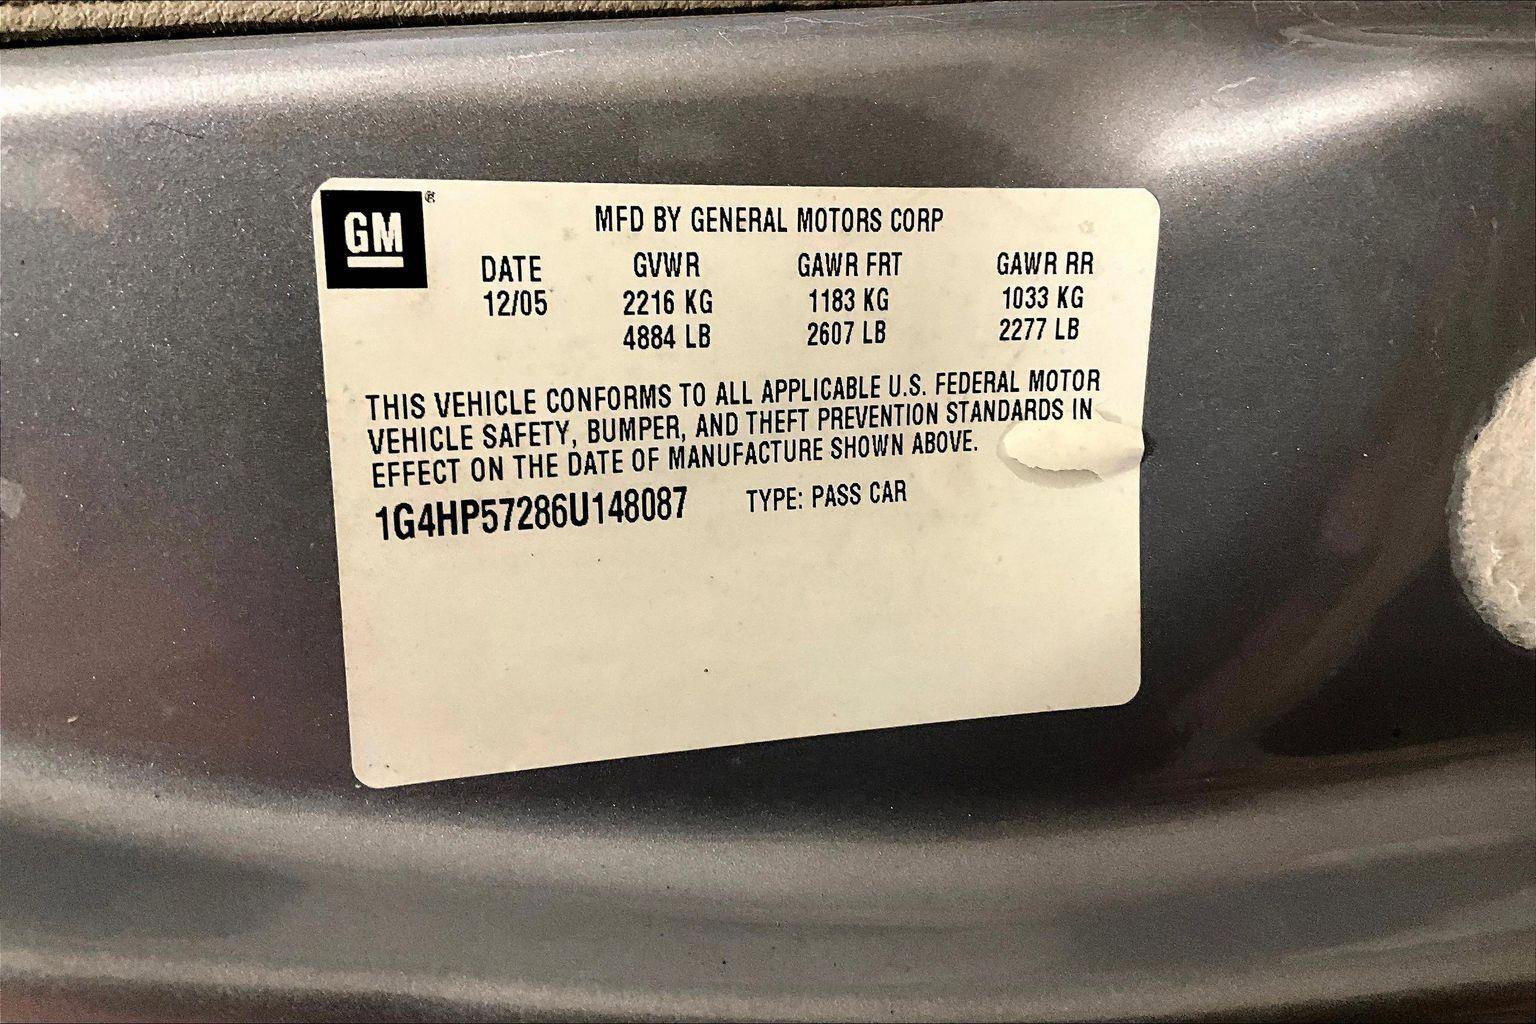 GM ®
MFD BY GENERAL MOTORS CORP
DATE GVWR GAWR FRT GAWR RR
12/05 2216 KG 1183 KG 1033 KG
4884 LB 2607 LB 2277 LB
THIS VEHICLE CONFORMS TO ALL APPLICABLE U.S. FEDERAL MOTOR
VEHICLE SAFETY, BUMPER, AND THEFT PREVENTION STANDARDS IN
EFFECT ON THE DATE OF MANUFACTURE SHOWN ABOVE.
1G4HP57286U148087 TYPE: PASS CAR